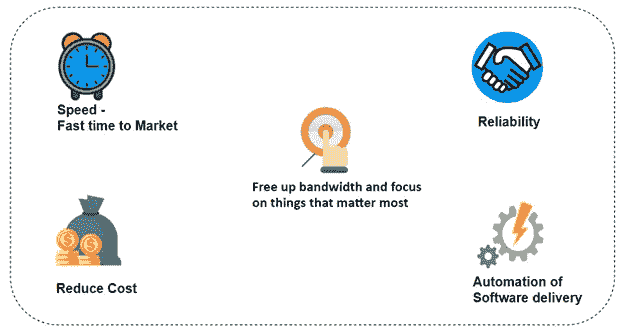 Speed -
Fast time to Market
Reliability
Free up bandwidth and focus
on things that matter most
Reduce Cost
Automation of
Software delivery